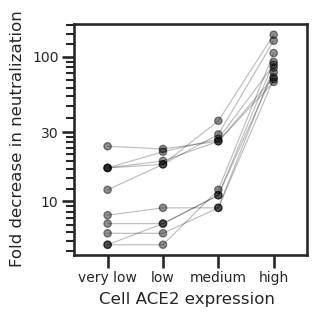 Fold decrease in neutralization
100
30
10
very low low medium high
Cell ACE2 expression